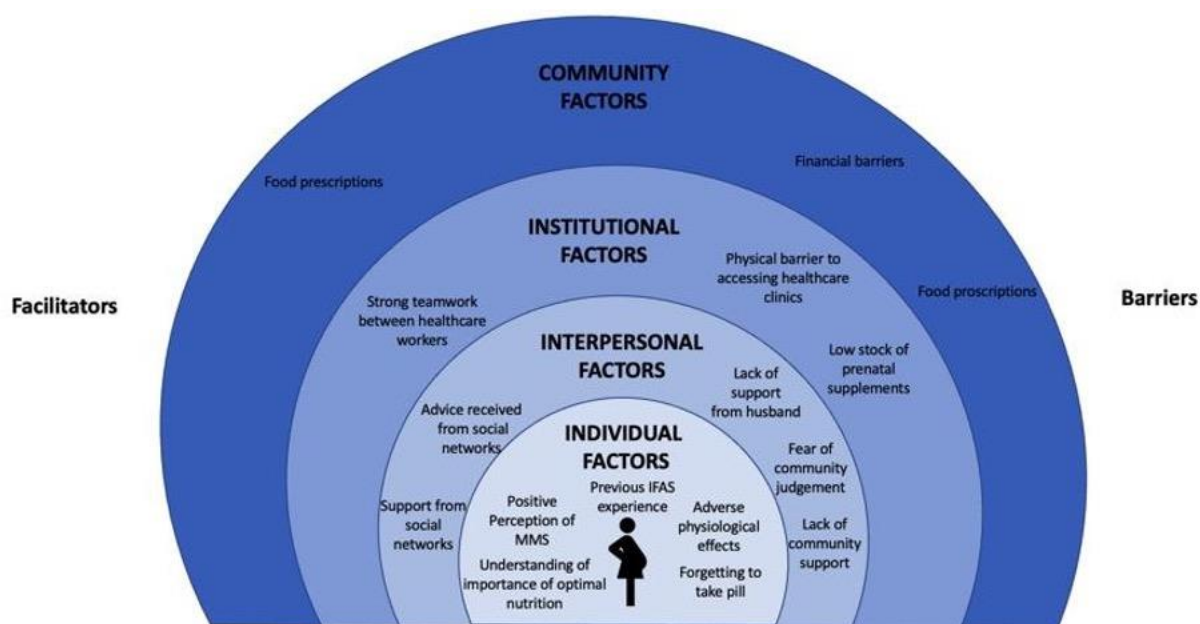 COMMUNITY
FACTORS
Food prescriptions
Financial barriers
INSTITUTIONAL
FACTORS
Physical barrier to
accessing healthcare
clinics
Food proscriptions
Facilitators
Barriers
Strong teamwork
between healthcare
workers
Low stock of
prenatal
supplements
INTERPERSONAL
FACTORS
Lack of
support
from husband
Advice received
from social
networks
Fear of
community
judgement
Support from
social
networks
Lack of
community
support
INDIVIDUAL
FACTORS
Previous IFAS
experience
Positive
Perception of
MMS
Adverse
physiological
effects
Understanding of
importance of optimal
nutrition
Forgetting to
take pill